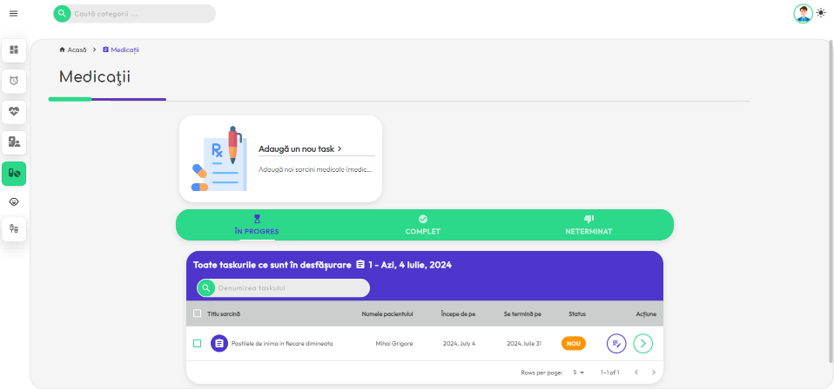 Caută categorii ...
Acasă > Medicații
Medicații
Adaugă un nou task >
Adaugă noi sarcini medicale (medic...
ÎN PROGRES
COMPLET
NETERMINAT
Toate taskurile ce sunt în desfășurare 1 - Azi, 4 Iulie, 2024
Denumirea taskului
Titlu sarcină Numele pacientului Începe de pe Se termină pe Status Acțiune
Pastilele de inima in fiecare dimineata Mihai Grigore 2024, July 4 2024, Iulie 31 NOU
Rows per page: 5 1–1 of 1